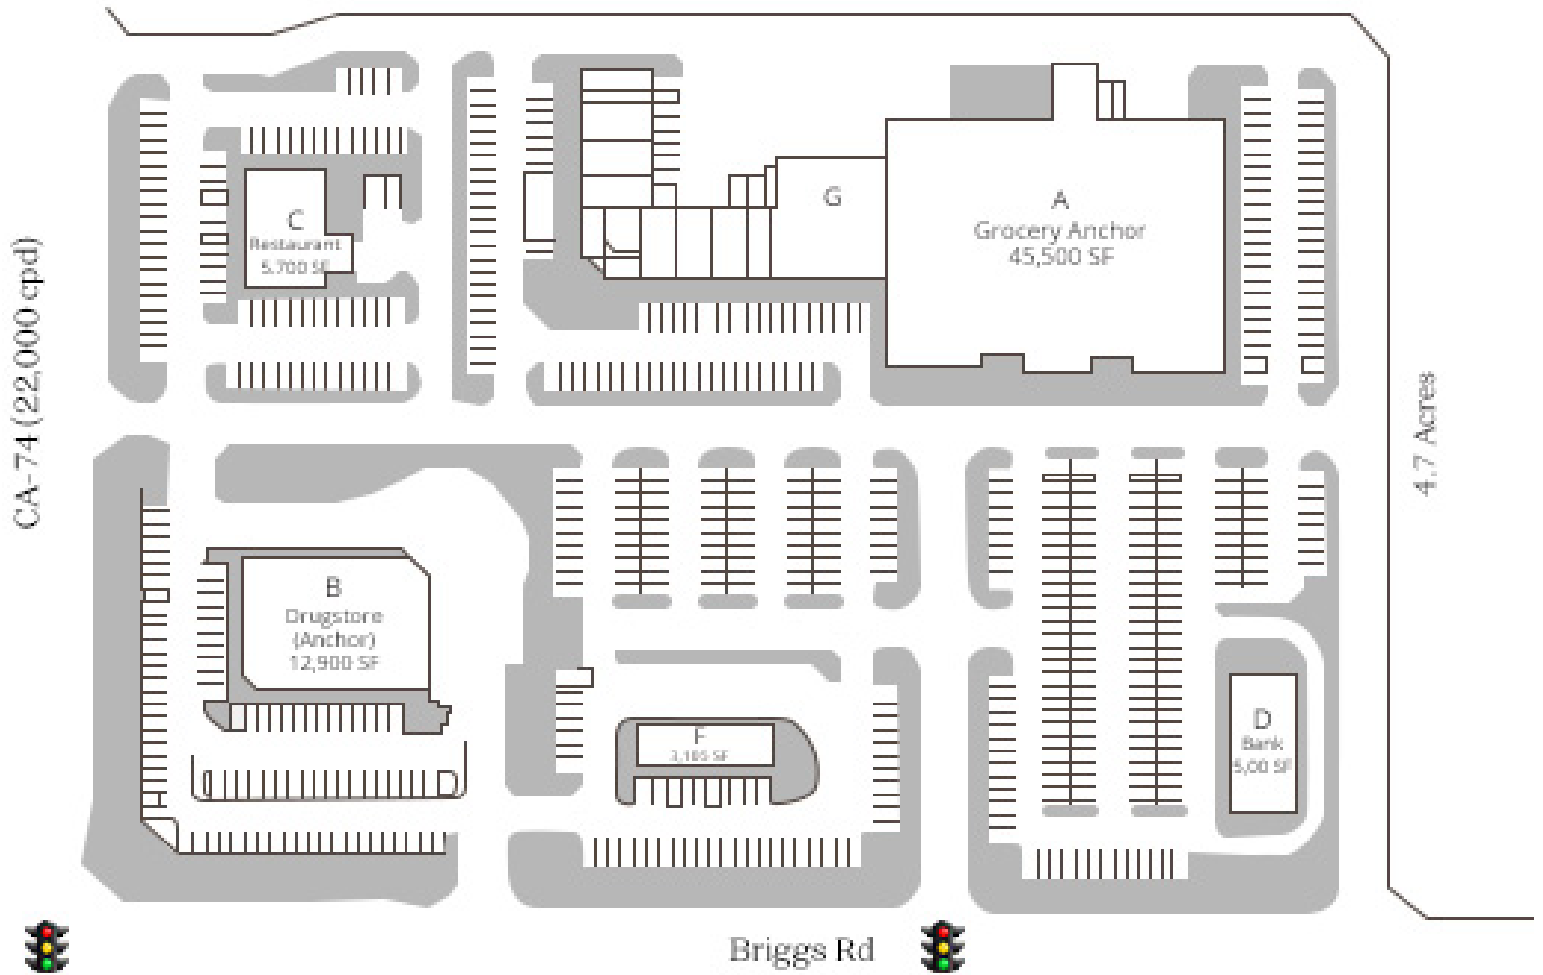 CA-74 (22,000 cpd)
C
Restaurant
5,700 SF
G
A
Grocery Anchor
45,500 SF
4.7 Acres
B
Drugstore
(Anchor)
12,900 SF
F
3,105 SF
D
Bank
5,00 SF
Briggs Rd